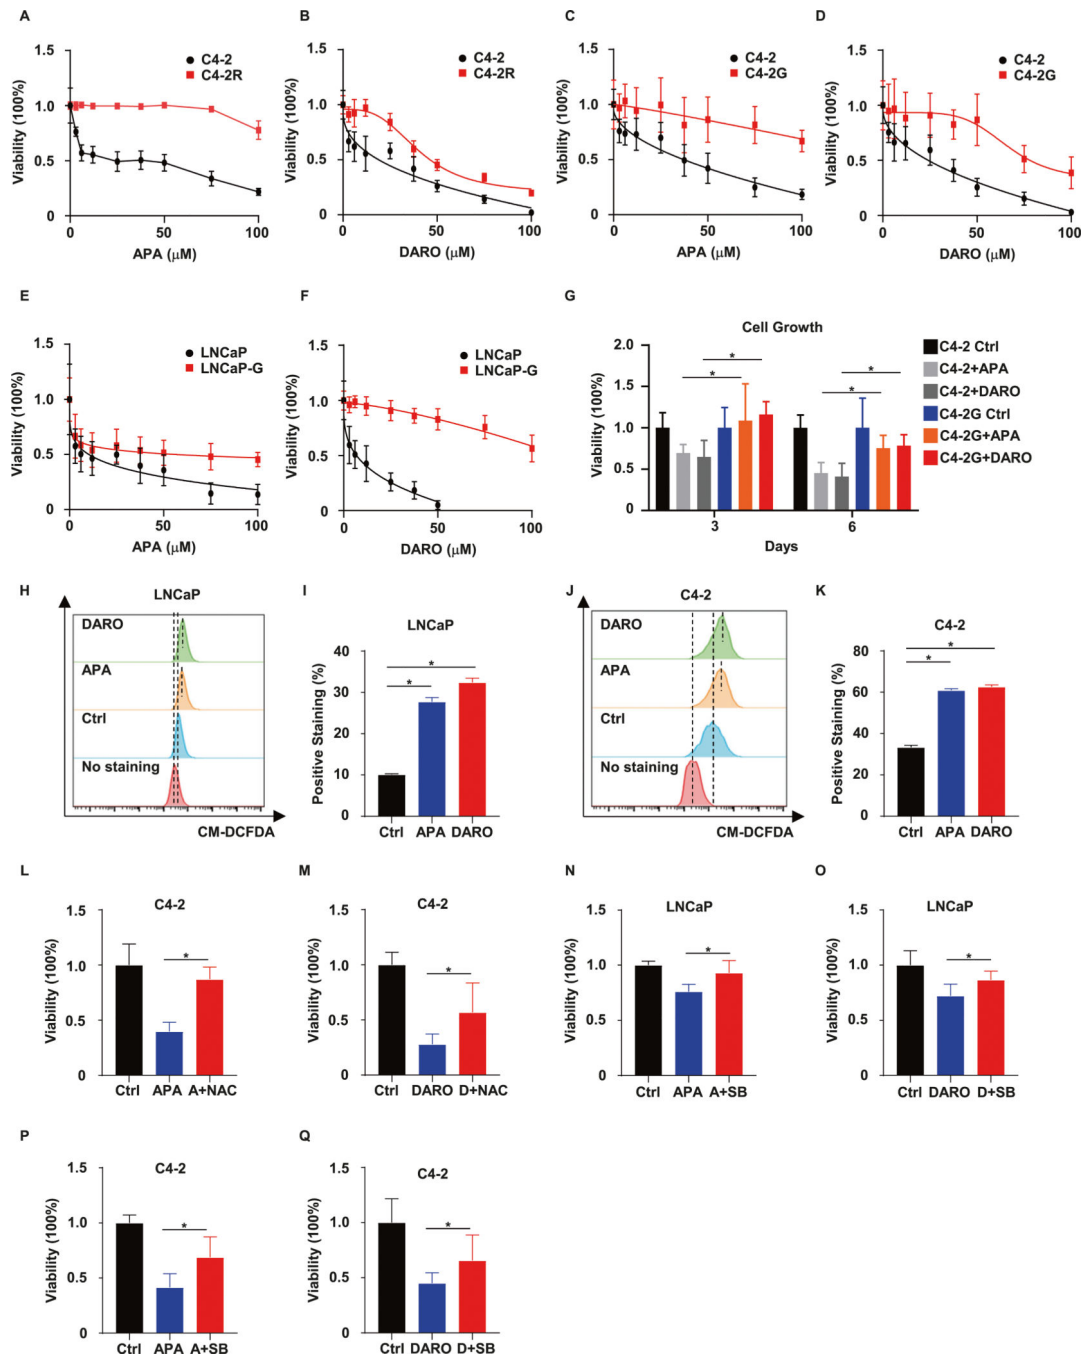 A
B
C
D
C4-2
C4-2R
C4-2
C4-2R
C4-2
C4-2G
C4-2
C4-2G
Viability (100%)
1.5
1.0
0.5
0
0
50
100
APA (μM)
Viability (100%)
1.5
1.0
0.5
0
0
50
100
DARO (μM)
Viability (100%)
1.5
1.0
0.5
0
0
50
100
APA (μM)
Viability (100%)
1.5
1.0
0.5
0
0
50
100
DARO (μM)
E
F
G
LNCaP
LNCaP-G
Viability (100%)
1.5
1.0
0.5
0
0
50
100
APA (μM)
LNCaP
LNCaP-G
Viability (100%)
1.5
1.0
0.5
0
0
50
100
DARO (μM)
Cell Growth
Viability (100%)
2.0
1.5
1.0
0.5
0
* * * *
3
6
Days
C4-2 Ctrl
C4-2+APA
C4-2+DARO
C4-2G Ctrl
C4-2G+APA
C4-2G+DARO
H
LNCaP
DARO
APA
Ctrl
No staining
CM-DCFDA
I
LNCaP
Positive Staining (%)
40
30
20
10
0
* *
Ctrl APA DARO
J
C4-2
DARO
APA
Ctrl
No staining
CM-DCFDA
K
C4-2
Positive Staining (%)
80
60
40
20
0
* *
Ctrl APA DARO
L
C4-2
Viability (100%)
1.5
1.0
0.5
0
*
Ctrl APA A+NAC
M
C4-2
Viability (100%)
1.5
1.0
0.5
0
*
Ctrl DARO D+NAC
N
LNCaP
Viability (100%)
1.5
1.0
0.5
0
*
Ctrl APA A+SB
O
LNCaP
Viability (100%)
1.5
1.0
0.5
0
*
Ctrl DARO D+SB
P
C4-2
Viability (100%)
1.5
1.0
0.5
0
*
Ctrl APA A+SB
Q
C4-2
Viability (100%)
1.5
1.0
0.5
0
*
Ctrl DARO D+SB